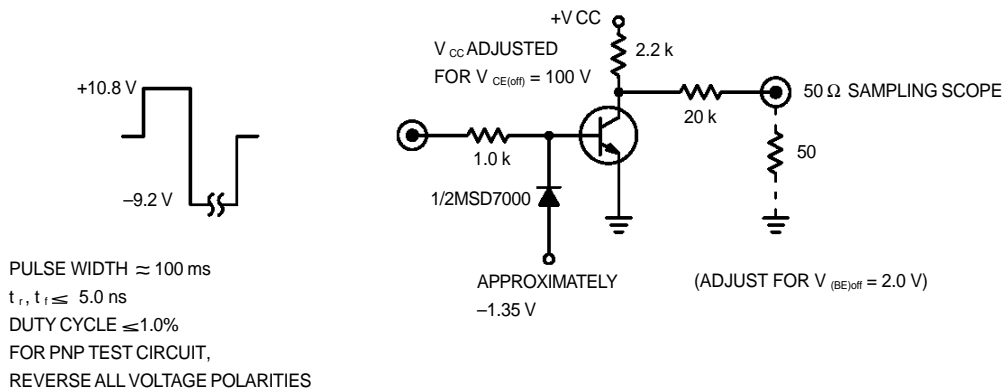 +V CC
V CC ADJUSTED
FOR V CE(off) = 100 V
2.2 k
+10.8 V
50 Ω SAMPLING SCOPE
20 k
1.0 k
50
–9.2 V
1/2MSD7000
PULSE WIDTH ≈ 100 ms
APPROXIMATELY
–1.35 V
(ADJUST FOR V (BE)off = 2.0 V)
t r, t f ≤ 5.0 ns
DUTY CYCLE ≤1.0%
FOR PNP TEST CIRCUIT,
REVERSE ALL VOLTAGE POLARITIES